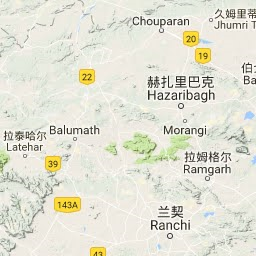 Chouparan
久姆里蒂
Jhumri T
20
19
22
赫扎里巴克
Hazaribagh
伯
Ba
Morangi
拉泰哈尔
Latehar
Balumath
39
拉姆格尔
Ramgarh
143A
兰契
Ranchi
43